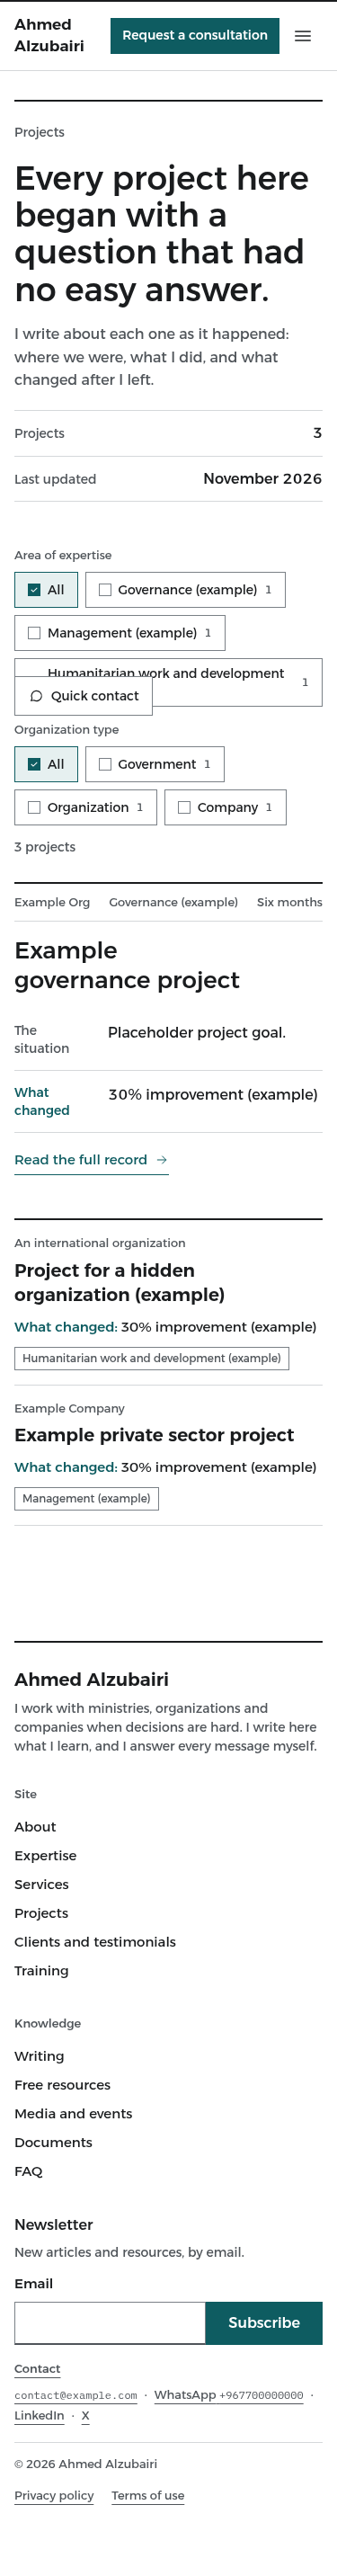 Ahmed
Alzubairi
Request a consultation
Projects
Every project here
began with a
question that had
no easy answer.
I write about each one as it happened:
where we were, what I did, and what
changed after I left.
Projects 3
Last updated November 2026
Area of expertise
All
Governance (example) 1
Management (example) 1
Humanitarian work and development
1
Quick contact
Organization type
All
Government 1
Organization 1
Company 1
3 projects
Example Org Governance (example) Six months
Example
governance project
The
situation
Placeholder project goal.
What
changed
30% improvement (example)
Read the full record →
An international organization
Project for a hidden
organization (example)
What changed: 30% improvement (example)
Humanitarian work and development (example)
Example Company
Example private sector project
What changed: 30% improvement (example)
Management (example)
Ahmed Alzubairi
I work with ministries, organizations and
companies when decisions are hard. I write here
what I learn, and I answer every message myself.
Site
About
Expertise
Services
Projects
Clients and testimonials
Training
Knowledge
Writing
Free resources
Media and events
Documents
FAQ
Newsletter
New articles and resources, by email.
Email
Subscribe
Contact
contact@example.com · WhatsApp +967700000000 ·
LinkedIn · X
© 2026 Ahmed Alzubairi
Privacy policy Terms of use